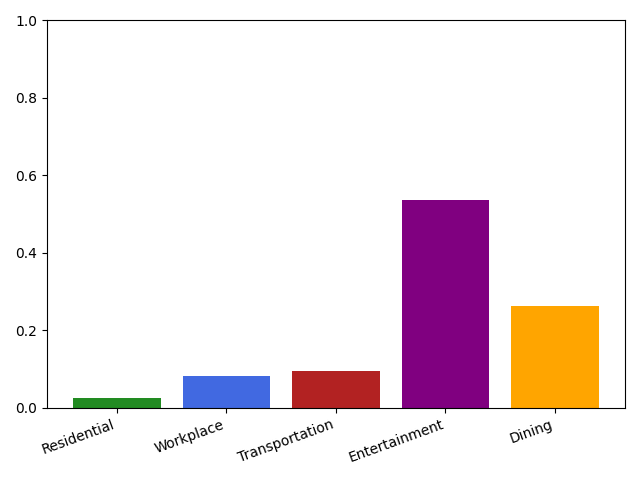 1.0
0.8
0.6
0.4
0.2
0.0
Residential
Workplace
Transportation
Entertainment
Dining